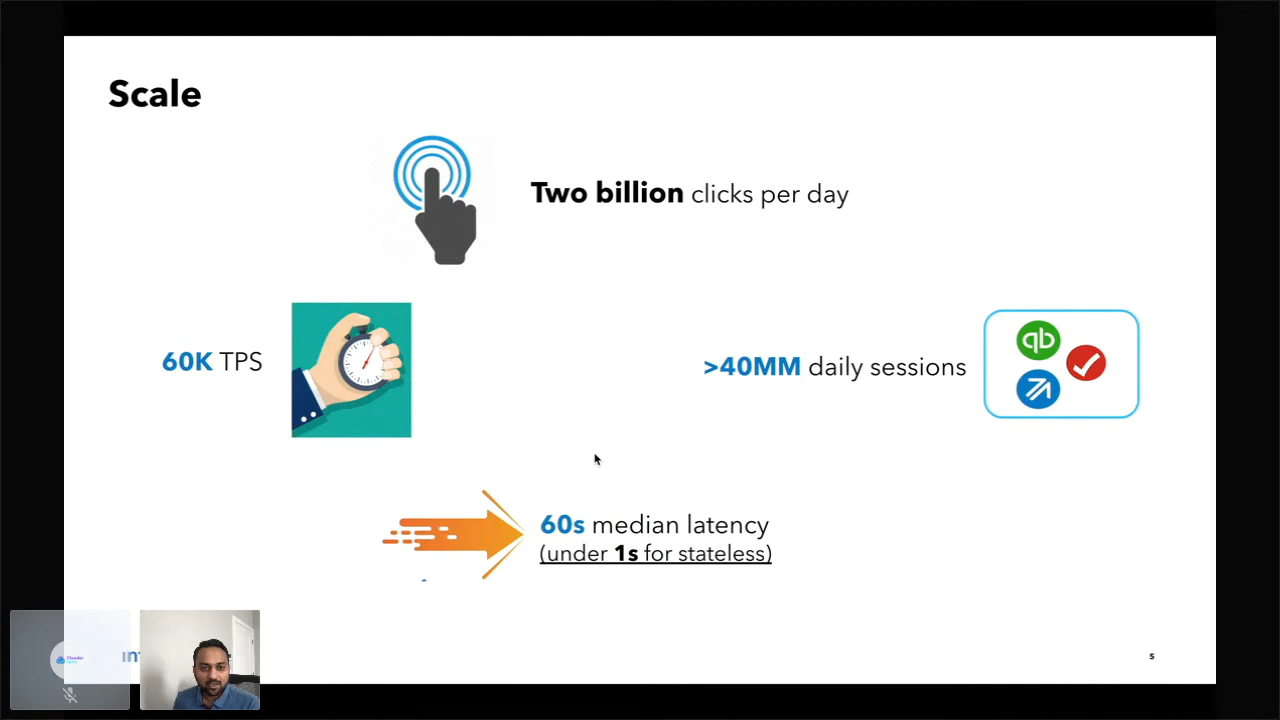 Scale
Two billion clicks per day
60K TPS
>40MM daily sessions
qb
60s median latency
(under 1s for stateless)
5